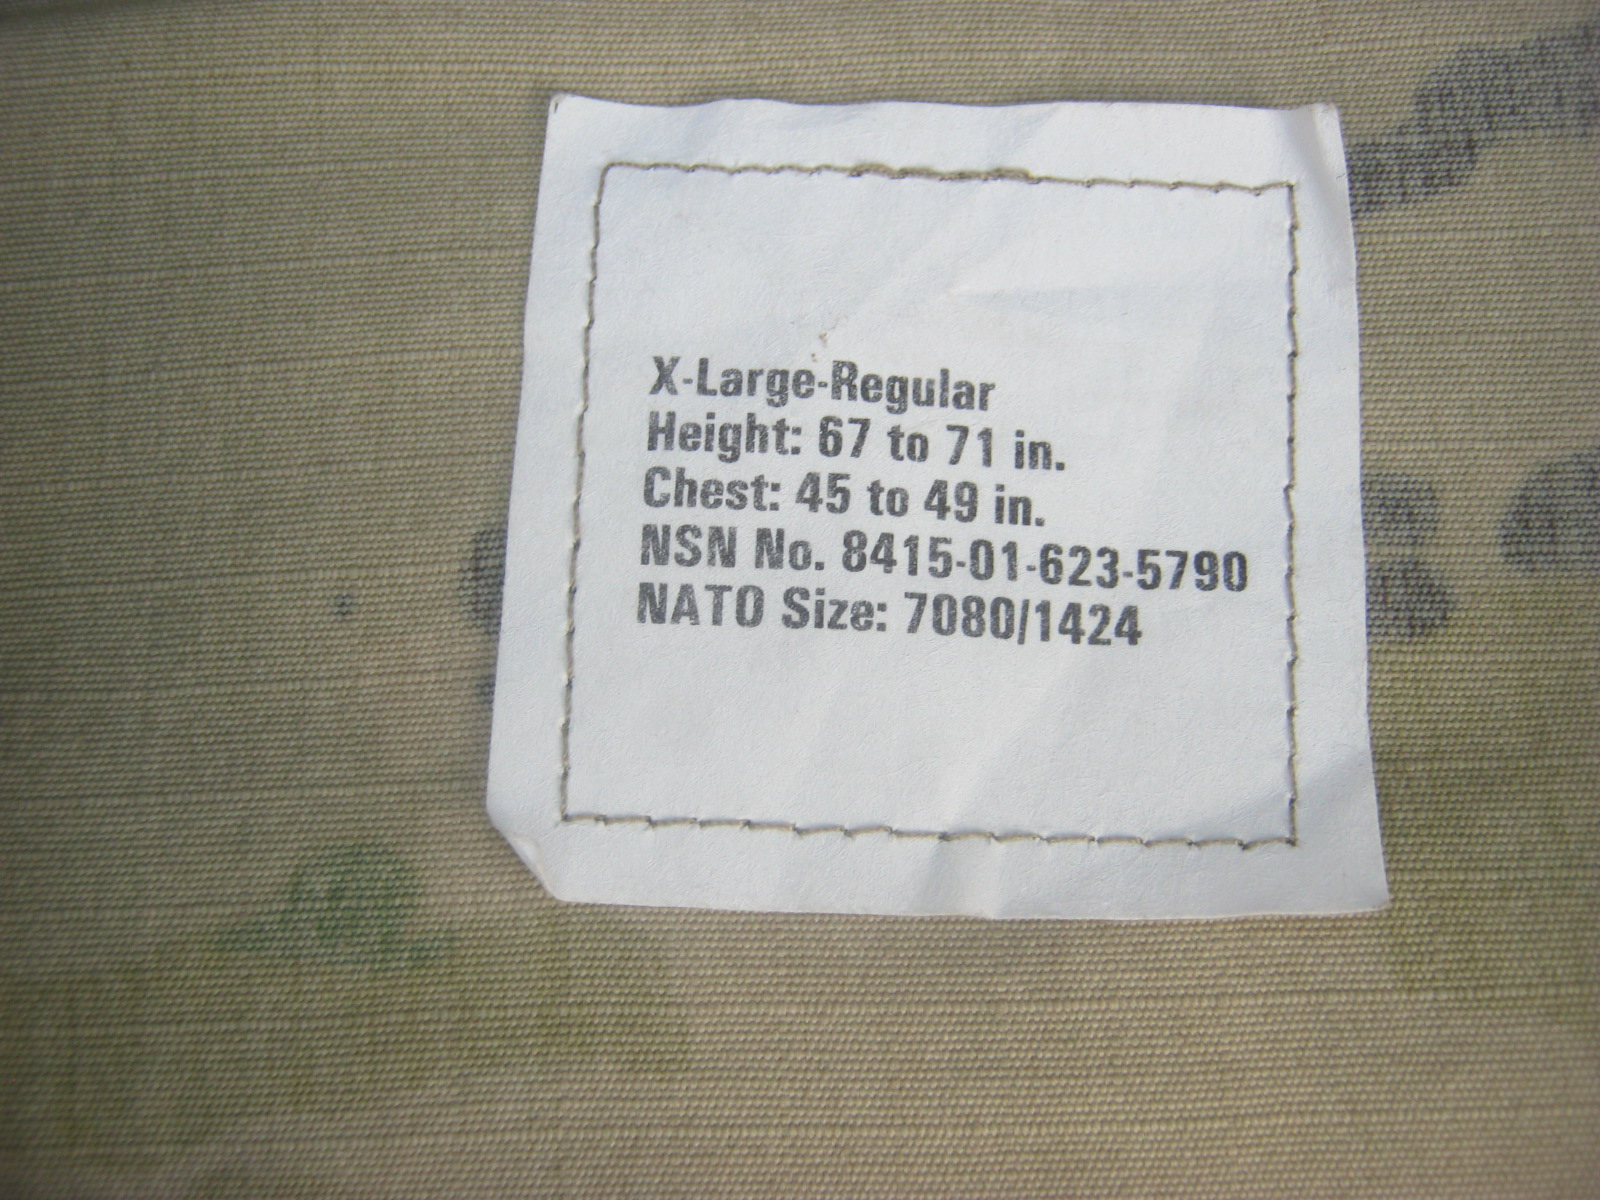 X-Large-Regular
Height: 67 to 71 in.
Chest: 45 to 49 in.
NSN No. 8415-01-623-5790
NATO Size: 7080/1424